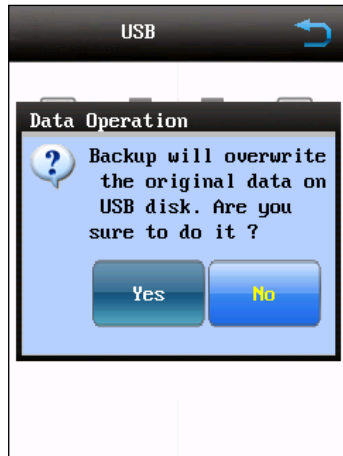 USB
Data Operation
Backup will overwrite
the original data on
USB disk. Are you
sure to do it ?
Yes
No